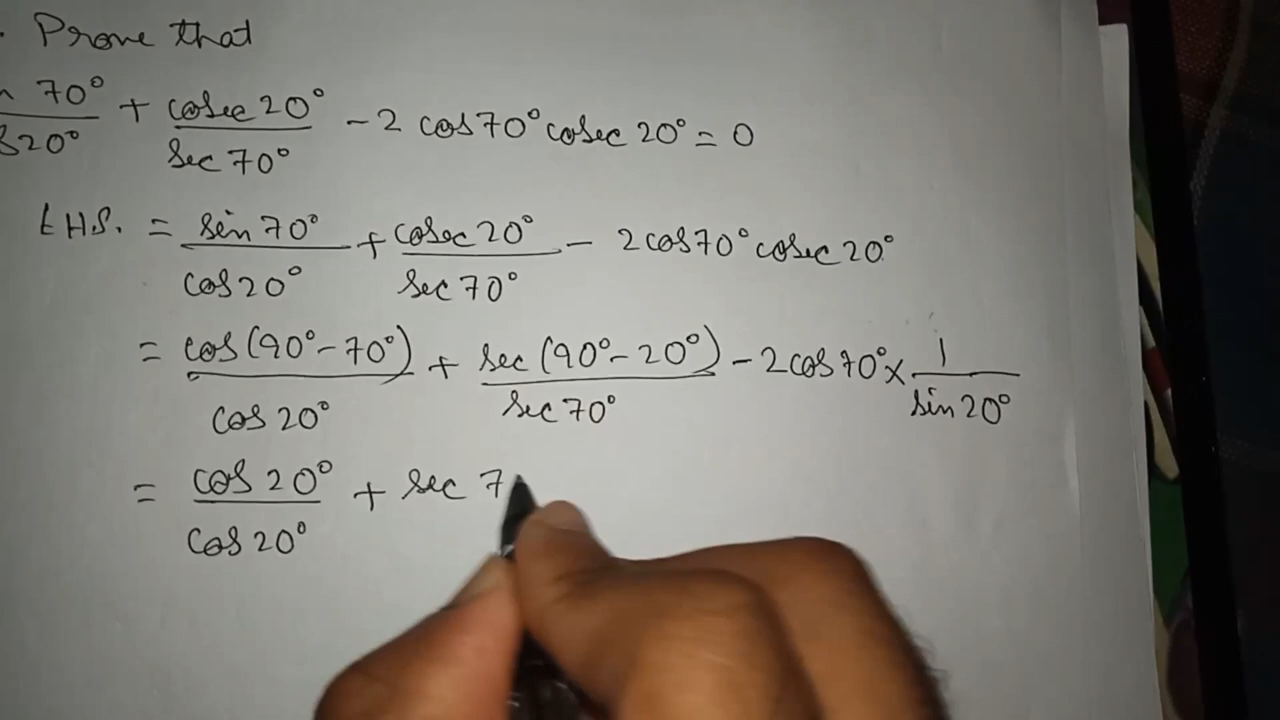 Prove that
70° + cosec 20°/sec 70° - 2 cos 70° cosec 20° = 0
L.H.S. = sin 70°/cos 20° + cosec 20°/sec 70° - 2 cos 70° cosec 20°
= cos (90° - 70°)/cos 20° + sec (90° - 20°)/sec 70° - 2 cos 70° × 1/sin 20°
= cos 20°/cos 20° + sec 7